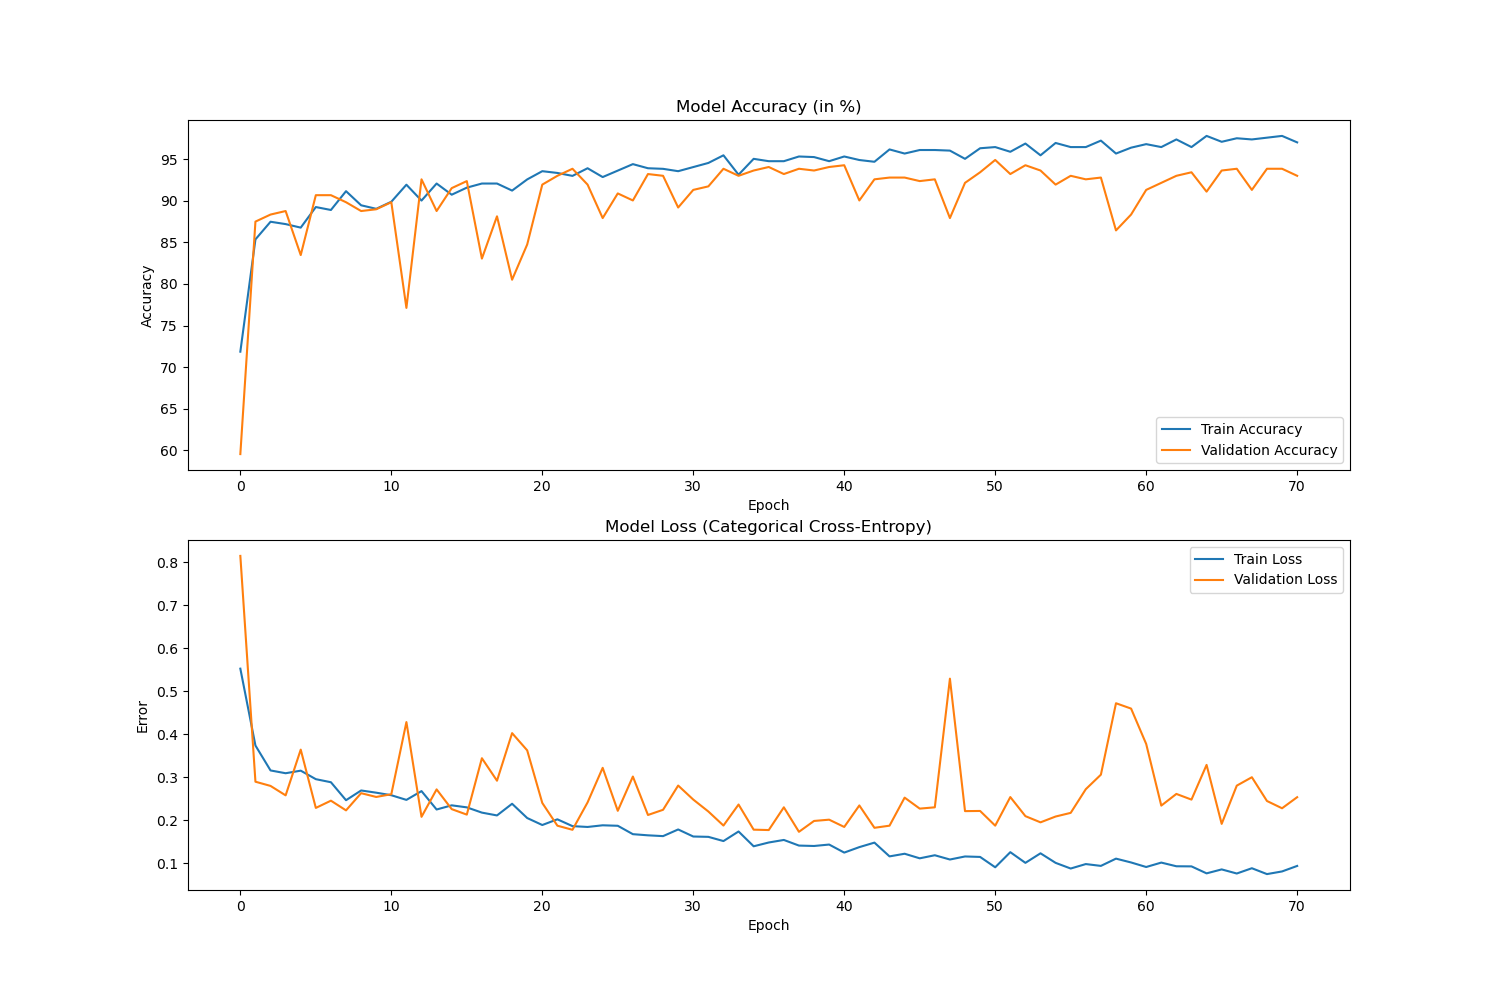 Model Accuracy (in %)
Accuracy
95
90
85
80
75
70
65
60
Train Accuracy
Validation Accuracy
0 10 20 30 40 50 60 70
Epoch
Model Loss (Categorical Cross-Entropy)
Error
0.8
0.7
0.6
0.5
0.4
0.3
0.2
0.1
Train Loss
Validation Loss
0 10 20 30 40 50 60 70
Epoch